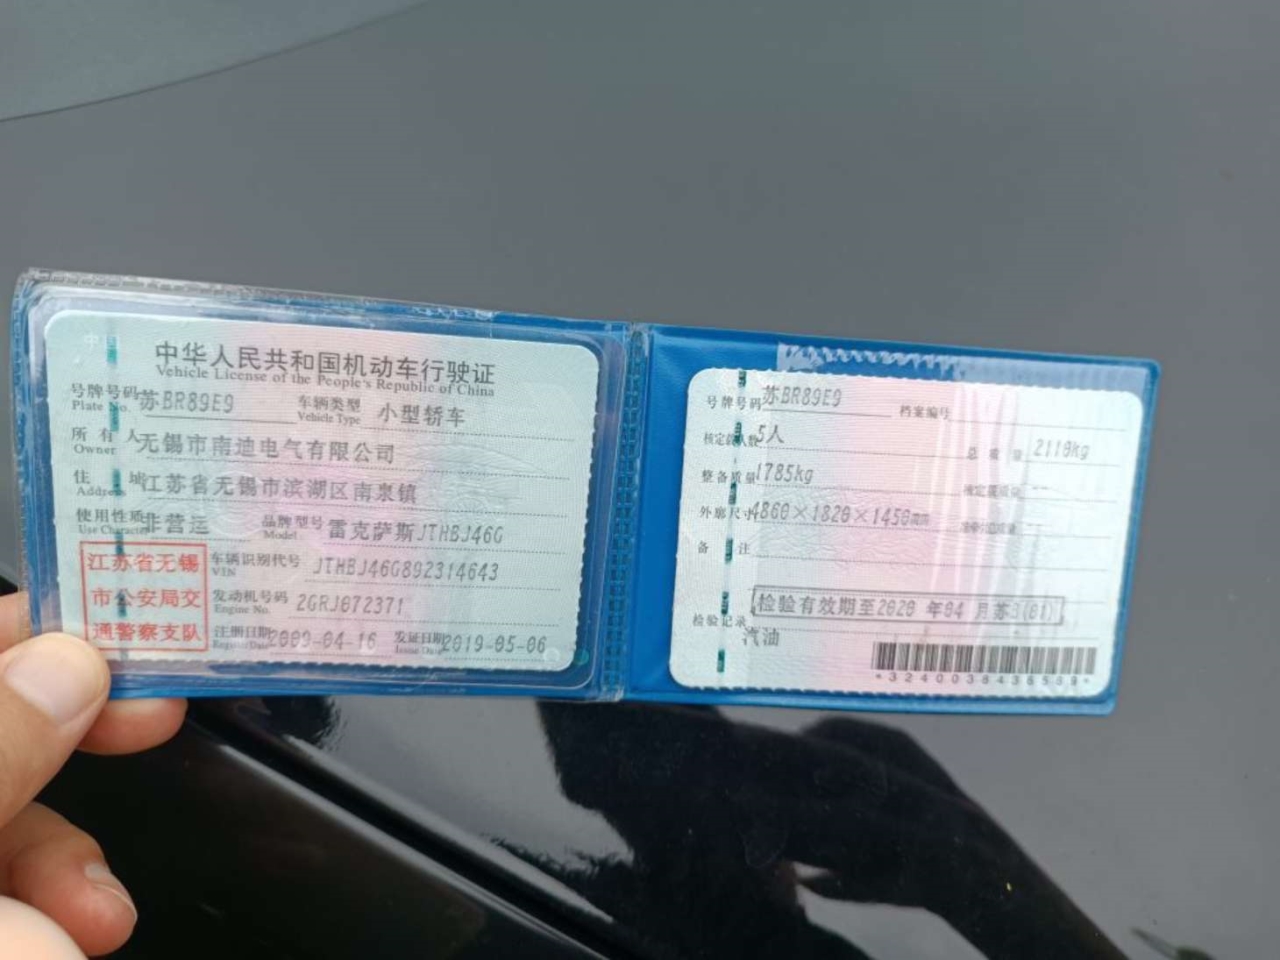 中华人民共和国机动车行驶证
Vehicle License of the People's Republic of China
号牌号码 苏BR89E9 车辆类型 小型轿车
Plate No. Vehicle Type
所有人 无锡市南迪电气有限公司
Owner
住址 江苏省无锡市滨湖区南泉镇
Address
使用性质 非营运 品牌型号 雷克萨斯JTHBJ46G
Use Character Model
江苏省无锡
市公安局交
通警察支队
车辆识别代号 JTHBJ46G892314643
VIN
发动机号码 2GRJ072371
Engine No.
注册日期 2009-04-16 发证日期 2019-05-06
Register Date Issue Date
号牌号码 苏BR89E9 档案编号
核定载人数 5人 总质量 2110kg
整备质量 1785kg 核定载质量
外廓尺寸 4860×1820×1450mm
备注
检验有效期至2020年04月苏B(01)
检验记录
汽油
*3240038436589*